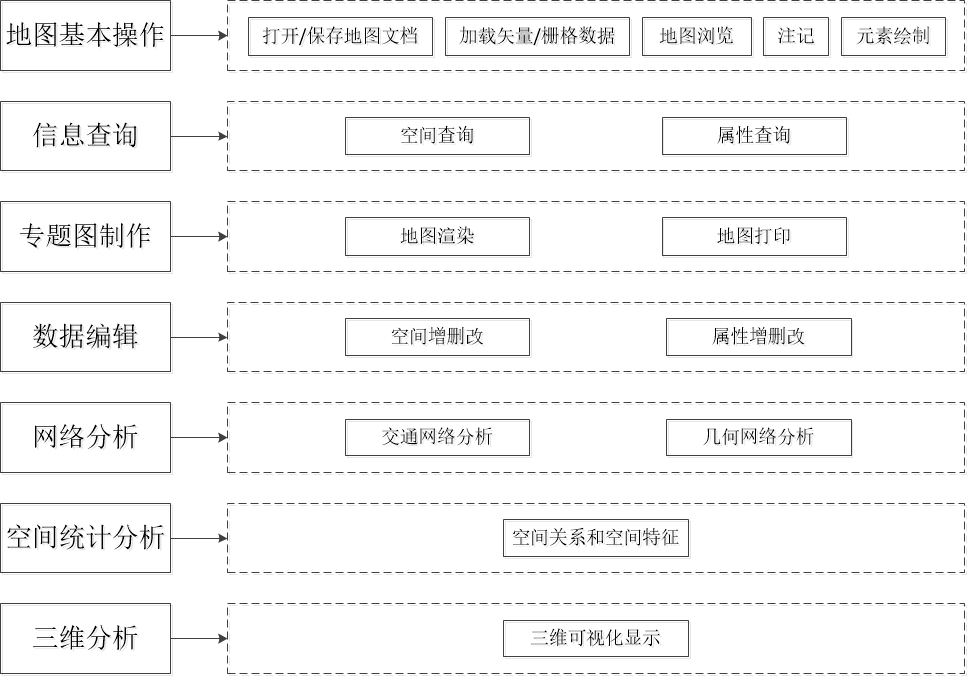 地图基本操作
打开/保存地图文档
加载矢量/栅格数据
地图浏览
注记
元素绘制
信息查询
空间查询
属性查询
专题图制作
地图渲染
地图打印
数据编辑
空间增删改
属性增删改
网络分析
交通网络分析
几何网络分析
空间统计分析
空间关系和空间特征
三维分析
三维可视化显示